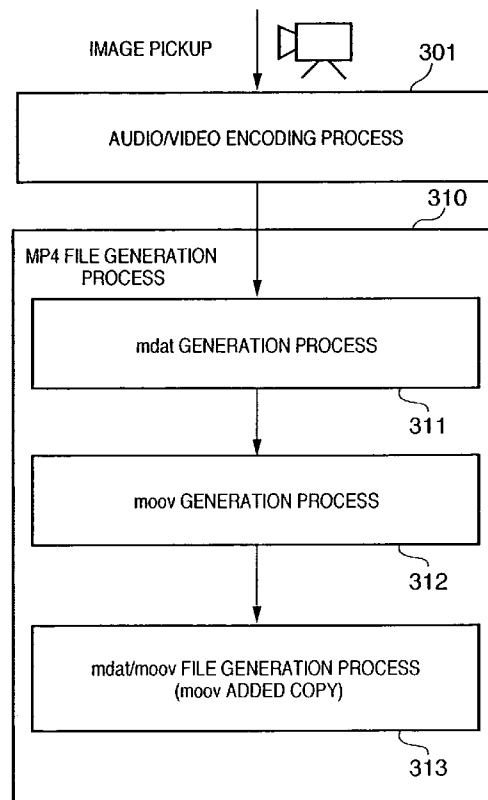 IMAGE PICKUP
301
AUDIO/VIDEO ENCODING PROCESS
310
MP4 FILE GENERATION
PROCESS
mdat GENERATION PROCESS
311
moov GENERATION PROCESS
312
mdat/moov FILE GENERATION PROCESS
(moov ADDED COPY)
313